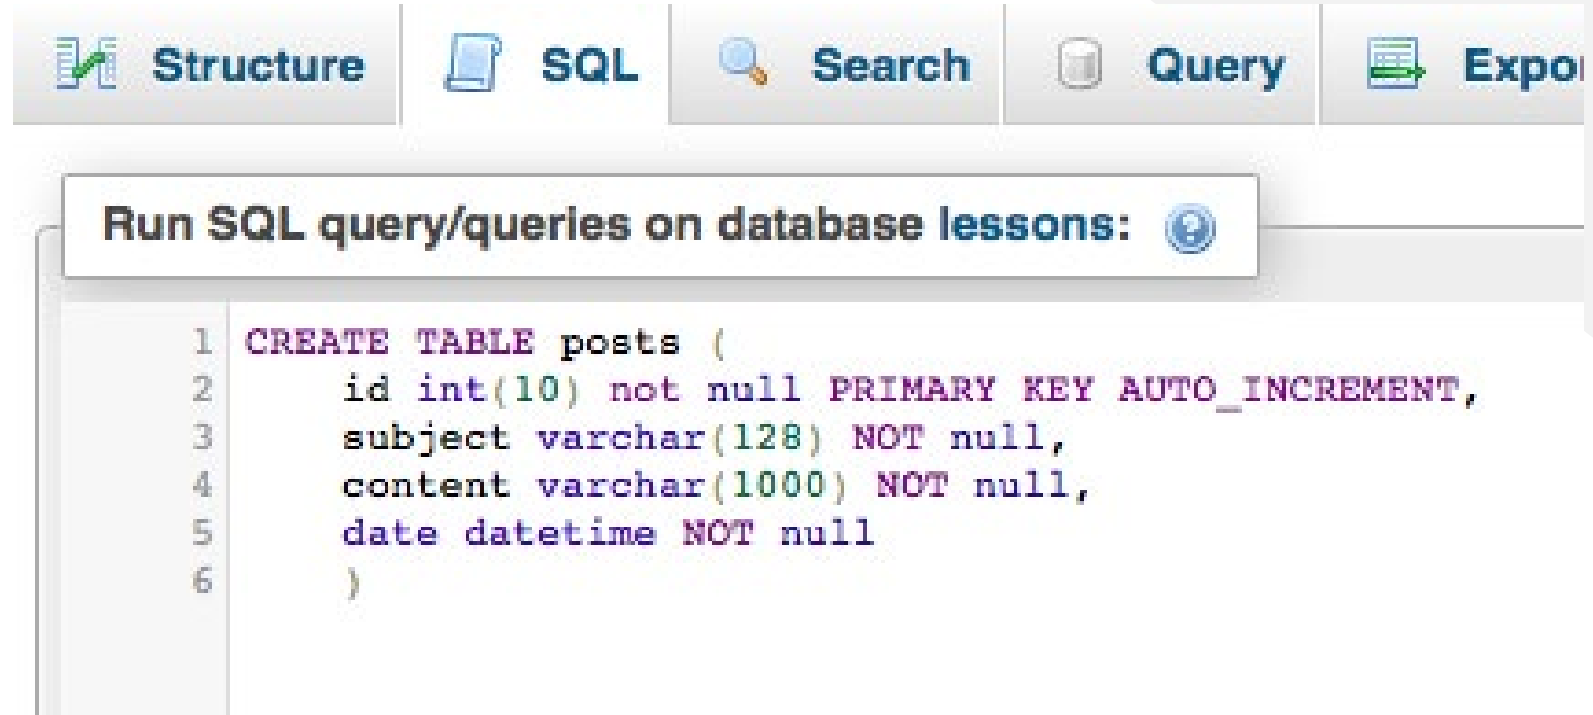 Structure SQL Search Query Expo
Run SQL query/queries on database lessons:
1 CREATE TABLE posts (
2 id int(10) not null PRIMARY KEY AUTO_INCREMENT,
3 subject varchar(128) NOT null,
4 content varchar(1000) NOT null,
5 date datetime NOT null
6 )